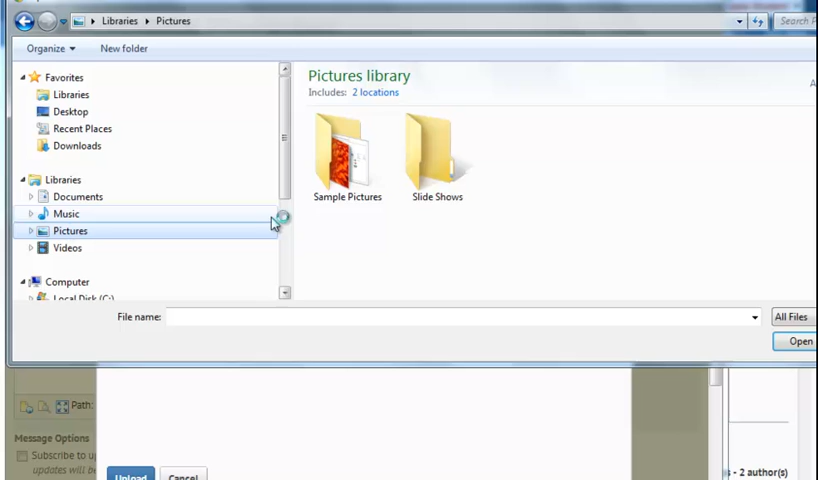 Libraries Pictures Search P
Organize New folder
Favorites
Libraries
Desktop
Recent Places
Downloads
Libraries
Documents
Music
Pictures
Videos
Computer
Local Disk (C:)
Pictures library
Includes: 2 locations
A
Sample Pictures
Slide Shows
File name:
All Files
Open
Path:
Message Options
Subscribe to up
updates will be
Upload Cancel
s - 2 author(s)